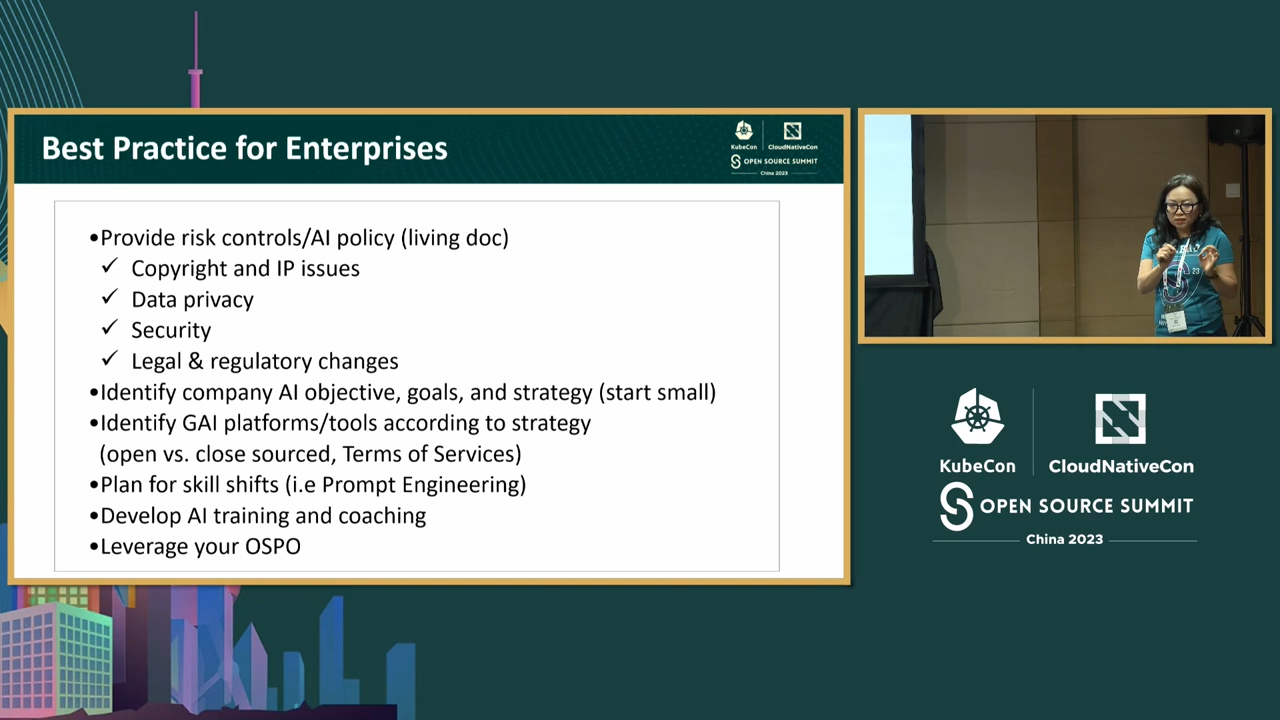 Best Practice for Enterprises
KubeCon
CloudNativeCon
OPEN SOURCE SUMMIT
China 2023
•Provide risk controls/AI policy (living doc)
✓ Copyright and IP issues
✓ Data privacy
✓ Security
✓ Legal & regulatory changes
•Identify company AI objective, goals, and strategy (start small)
•Identify GAI platforms/tools according to strategy
(open vs. close sourced, Terms of Services)
•Plan for skill shifts (i.e Prompt Engineering)
•Develop AI training and coaching
•Leverage your OSPO
23
KubeCon
CloudNativeCon
OPEN SOURCE SUMMIT
China 2023